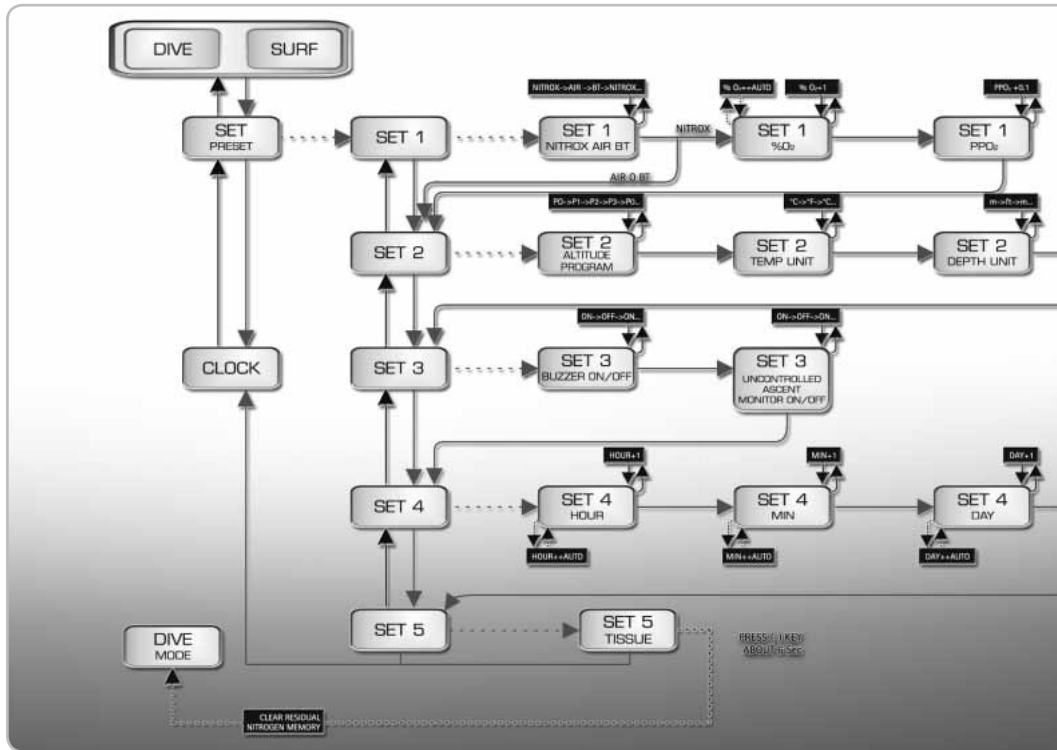 DIVE
SURF
SET
PRESET
SET 1
NITROX->AIR ->BT->NITROX...
SET 1
NITROX AIR BT
NITROX
% O₂++AUTO
% O₂+1
SET 1
%O₂
PPO₂ +0.1
SET 1
PPO₂
AIR O BT
SET 2
P0->P1->P2->P3->P0...
SET 2
ALTITUDE
PROGRAM
°C->°F->°C...
SET 2
TEMP UNIT
m->ft->m...
SET 2
DEPTH UNIT
CLOCK
SET 3
ON->OFF->ON...
SET 3
BUZZER ON/OFF
ON->OFF->ON...
SET 3
UNCONTROLLED
ASCENT
MONITOR ON/OFF
SET 4
HOUR+1
SET 4
HOUR
HOUR++AUTO
MIN+1
SET 4
MIN
MIN++AUTO
DAY+1
SET 4
DAY
DAY++AUTO
SET 5
SET 5
TISSUE
PRESS (.) KEY
ABOUT 6 Sec
DIVE
MODE
CLEAR RESIDUAL
NITROGEN MEMORY